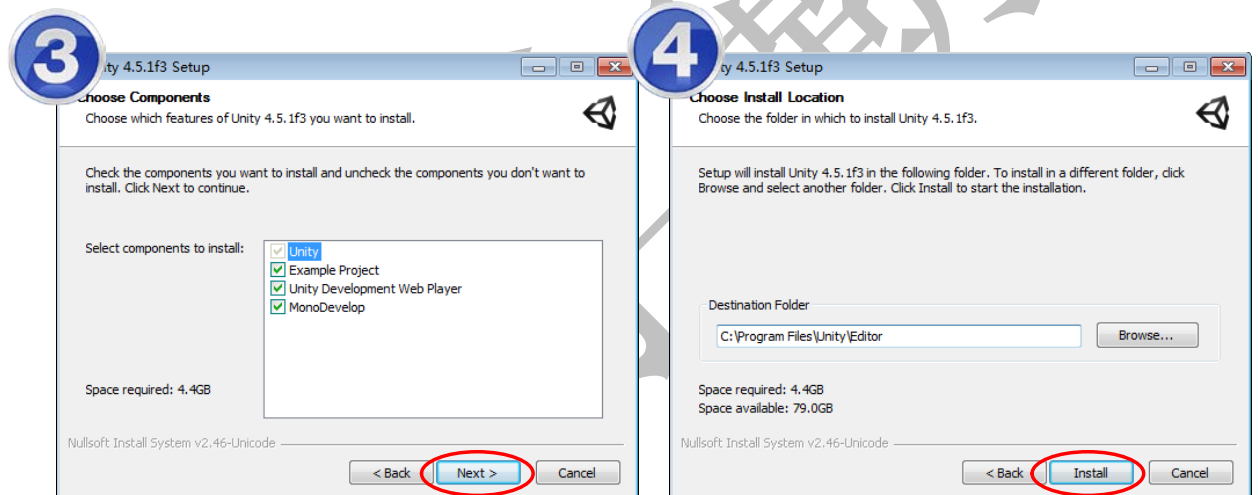 3
ity 4.5.1f3 Setup
Choose Components
Choose which features of Unity 4.5.1f3 you want to install.
Check the components you want to install and uncheck the components you don't want to
install. Click Next to continue.
Select components to install:
Unity
Example Project
Unity Development Web Player
MonoDevelop
Space required: 4.4GB
Nullsoft Install System v2.46-Unicode
< Back
Next >
Cancel
4
ty 4.5.1f3 Setup
Choose Install Location
Choose the folder in which to install Unity 4.5.1f3.
Setup will install Unity 4.5.1f3 in the following folder. To install in a different folder, click
Browse and select another folder. Click Install to start the installation.
Destination Folder
C:\Program Files\Unity\Editor
Browse...
Space required: 4.4GB
Space available: 79.0GB
Nullsoft Install System v2.46-Unicode
< Back
Install
Cancel